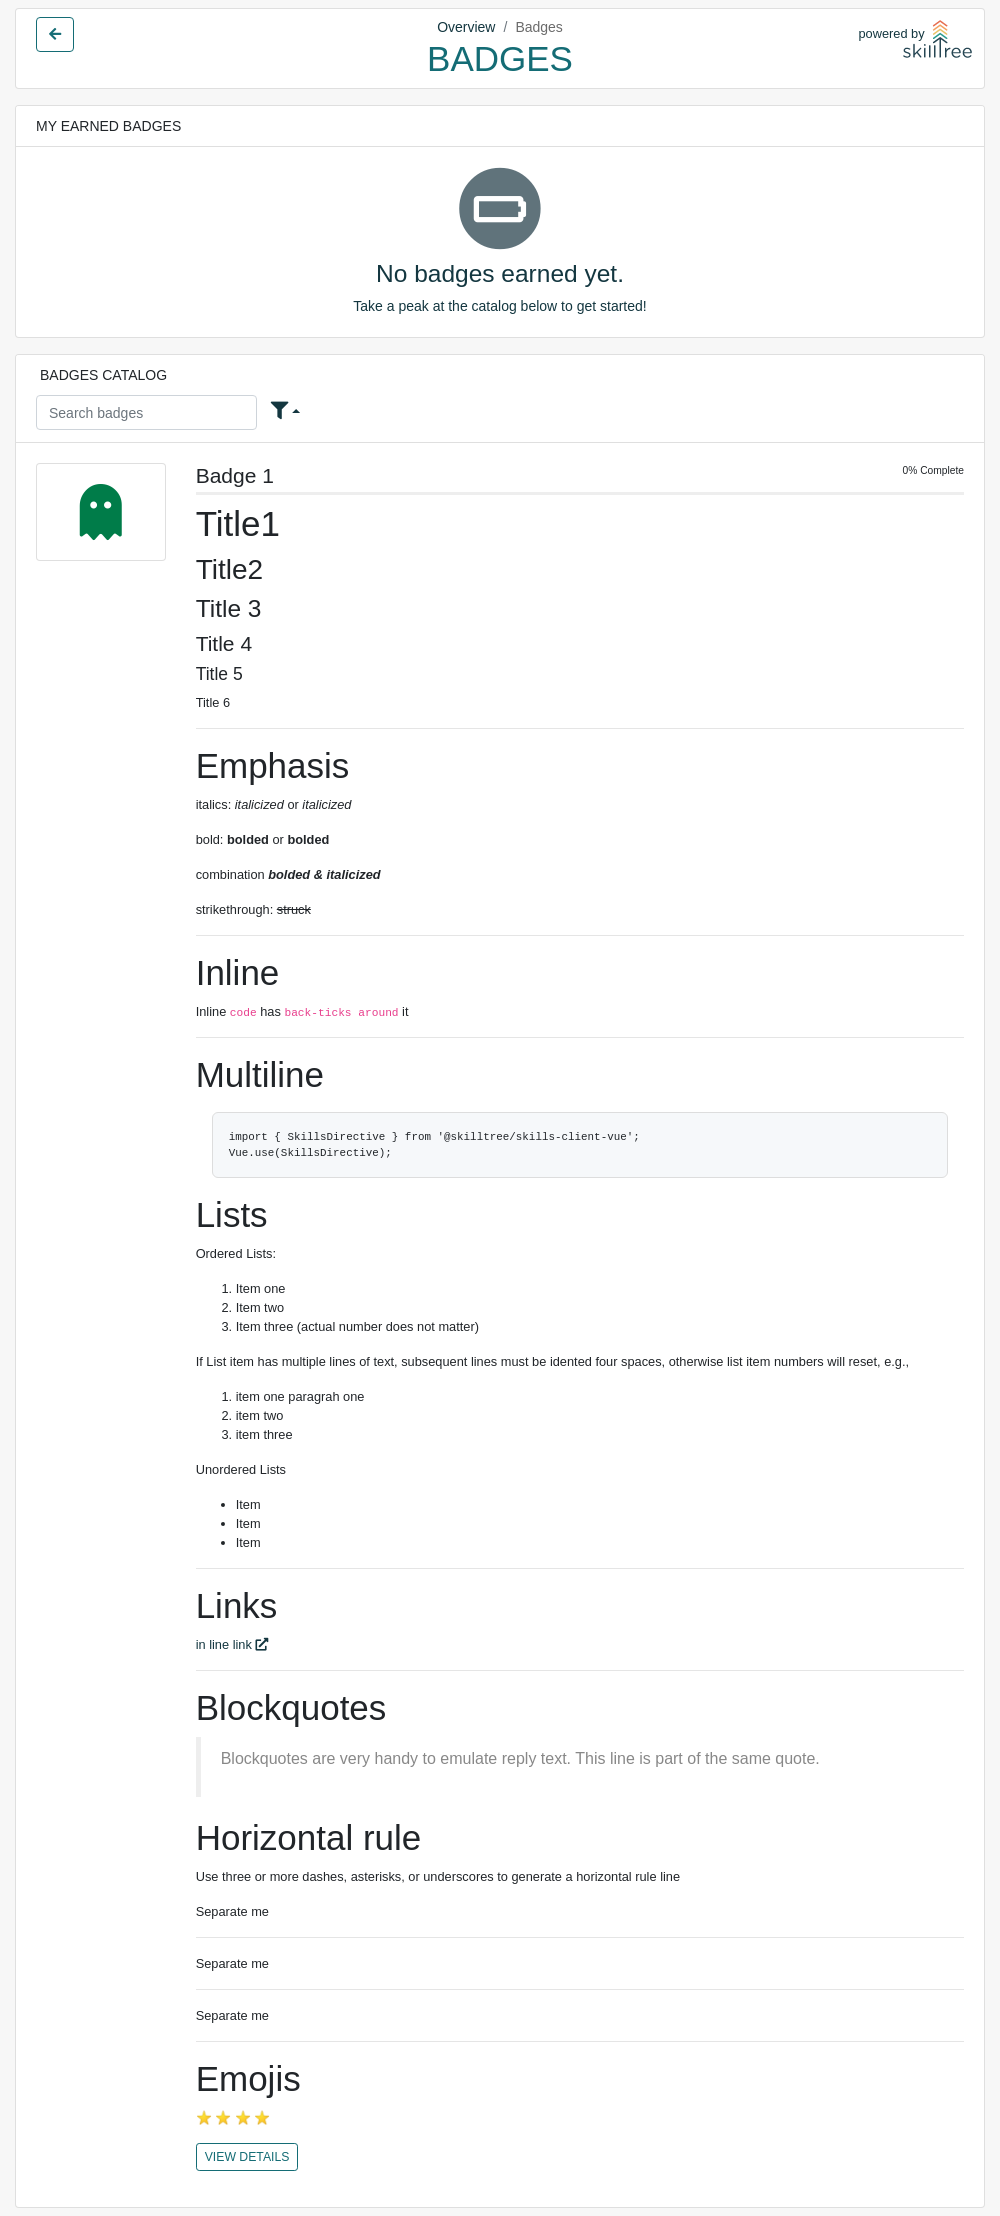 Overview / Badges
BADGES
powered by
skilltree
MY EARNED BADGES
No badges earned yet.
Take a peak at the catalog below to get started!
BADGES CATALOG
Search badges
Badge 1
0% Complete
Title1
Title2
Title 3
Title 4
Title 5
Title 6
Emphasis
italics: italicized or italicized
bold: bolded or bolded
combination bolded & italicized
strikethrough: struck
Inline
Inline code has back-ticks around it
Multiline
import { SkillsDirective } from '@skilltree/skills-client-vue';
Vue.use(SkillsDirective);
Lists
Ordered Lists:
1. Item one
2. Item two
3. Item three (actual number does not matter)
If List item has multiple lines of text, subsequent lines must be idented four spaces, otherwise list item numbers will reset, e.g.,
1. item one paragrah one
2. item two
3. item three
Unordered Lists
• Item
• Item
• Item
Links
in line link
Blockquotes
Blockquotes are very handy to emulate reply text. This line is part of the same quote.
Horizontal rule
Use three or more dashes, asterisks, or underscores to generate a horizontal rule line
Separate me
Separate me
Separate me
Emojis
⭐ ⭐ ⭐ ⭐
VIEW DETAILS